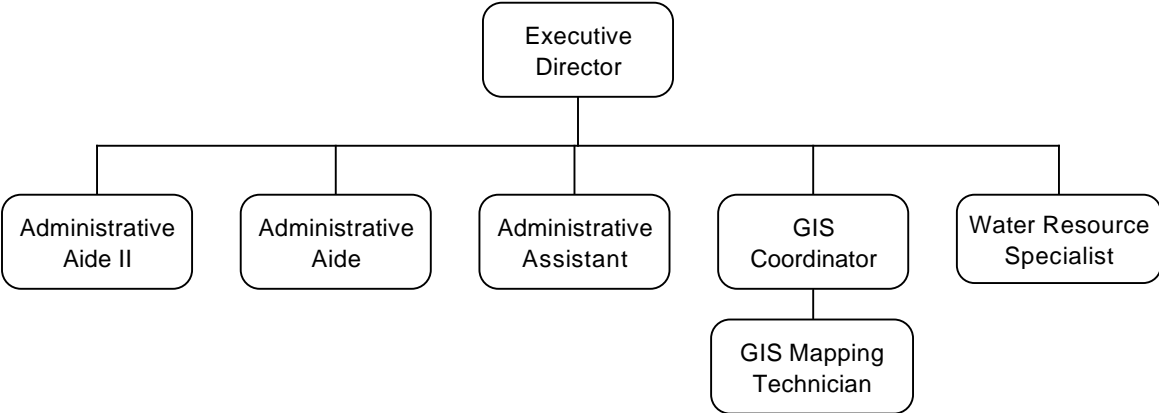 Executive
Director
Administrative
Aide II
Administrative
Aide
Administrative
Assistant
GIS
Coordinator
Water Resource
Specialist
GIS Mapping
Technician